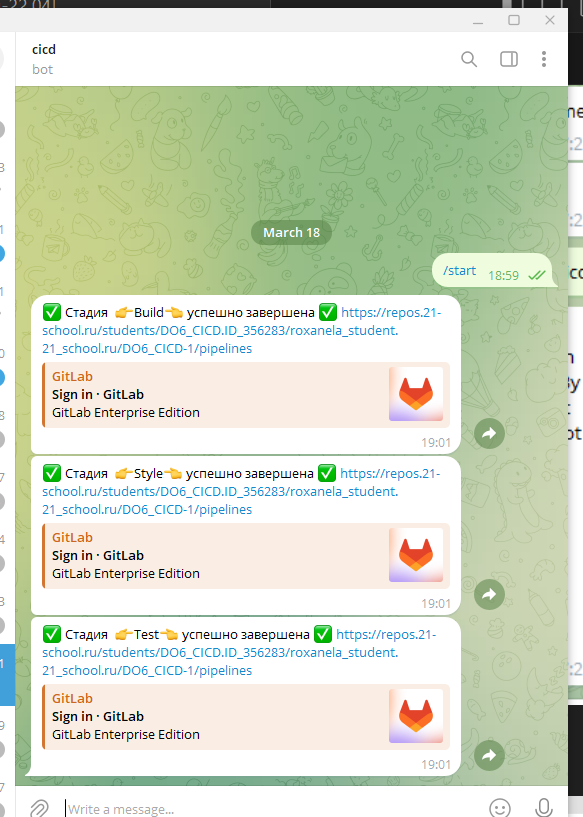 -22.04]
cicd
bot
March 18
/start 18:59
✅ Стадия 👉Build👈 успешно завершена ✅ https://repos.21-
school.ru/students/DO6_CICD.ID_356283/roxanela_student.
21_school.ru/DO6_CICD-1/pipelines
GitLab
Sign in · GitLab
GitLab Enterprise Edition
19:01
✅ Стадия 👉Style👈 успешно завершена ✅ https://repos.21-
school.ru/students/DO6_CICD.ID_356283/roxanela_student.
21_school.ru/DO6_CICD-1/pipelines
GitLab
Sign in · GitLab
GitLab Enterprise Edition
19:01
✅ Стадия 👉Test👈 успешно завершена ✅ https://repos.21-
school.ru/students/DO6_CICD.ID_356283/roxanela_student.
21_school.ru/DO6_CICD-1/pipelines
GitLab
Sign in · GitLab
GitLab Enterprise Edition
19:01
Write a message...